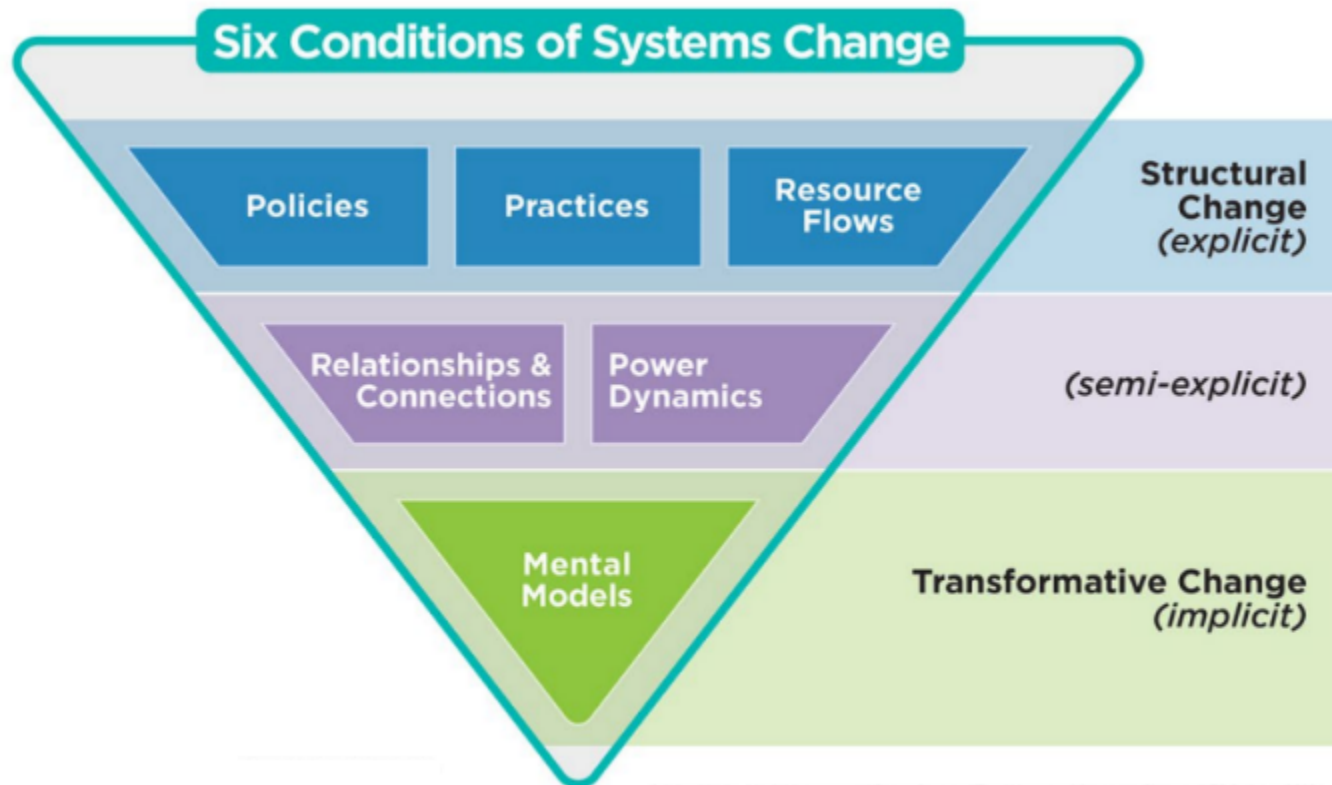 Six Conditions of Systems Change
Policies
Practices
Resource
Flows
Structural
Change
(explicit)
Relationships &
Connections
Power
Dynamics
(semi-explicit)
Mental
Models
Transformative Change
(implicit)